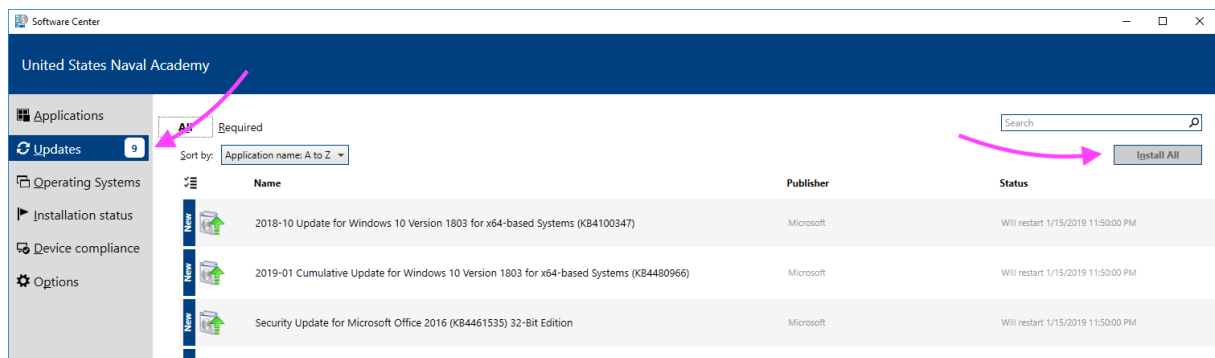 Software Center
United States Naval Academy
Applications
Updates 9
Operating Systems
Installation status
Device compliance
Options
All Required
Search
Sort by: Application name: A to Z
Install All
Name Publisher Status
New 2018-10 Update for Windows 10 Version 1803 for x64-based Systems (KB4100347) Microsoft Will restart 1/15/2019 11:50:00 PM
New 2019-01 Cumulative Update for Windows 10 Version 1803 for x64-based Systems (KB4480966) Microsoft Will restart 1/15/2019 11:50:00 PM
New Security Update for Microsoft Office 2016 (KB4461535) 32-Bit Edition Microsoft Will restart 1/15/2019 11:50:00 PM